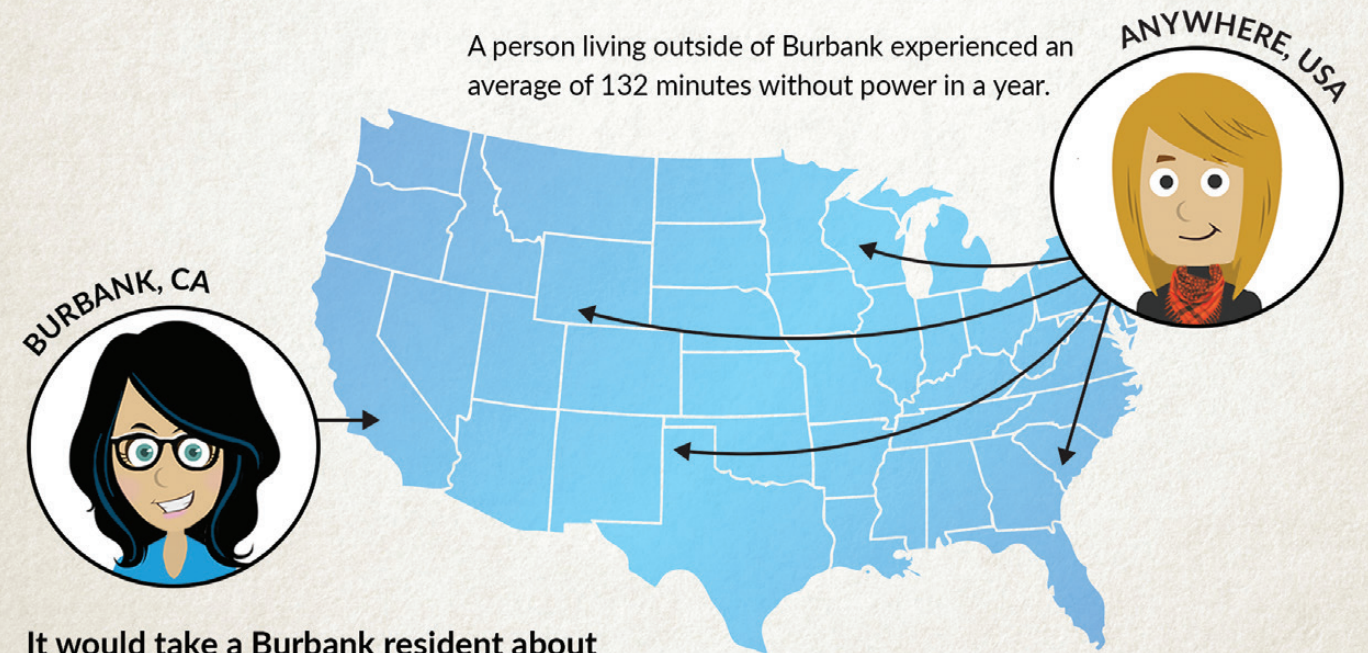 ANYWHERE, USA
A person living outside of Burbank experienced an
average of 132 minutes without power in a year.
BURBANK, CA
It would take a Burbank resident about